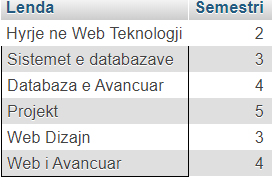 Lenda Semestri
Hyrje ne Web Teknologji 2
Sistemet e databazave 3
Databaza e Avancuar 4
Projekt 5
Web Dizajn 3
Web i Avancuar 4